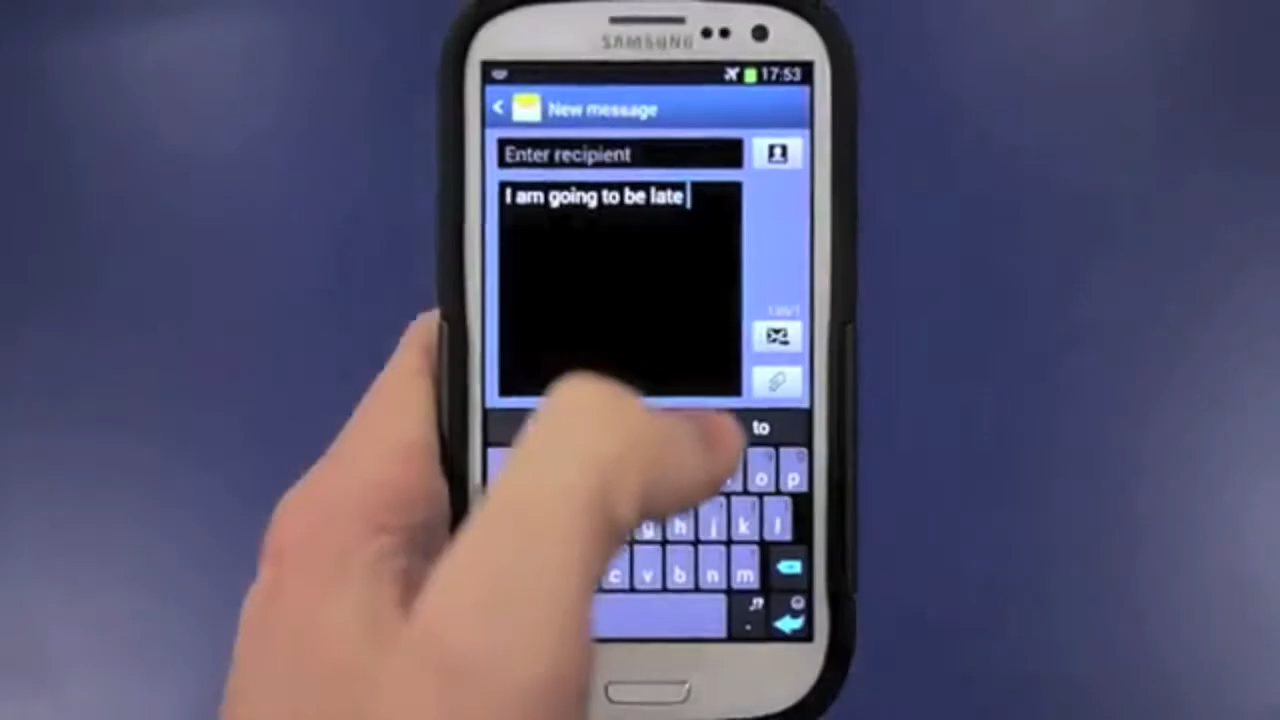 SAMSUNG
17:53
New message
Enter recipient
I am going to be late
to
o p
g h j k l
c v b n m
.